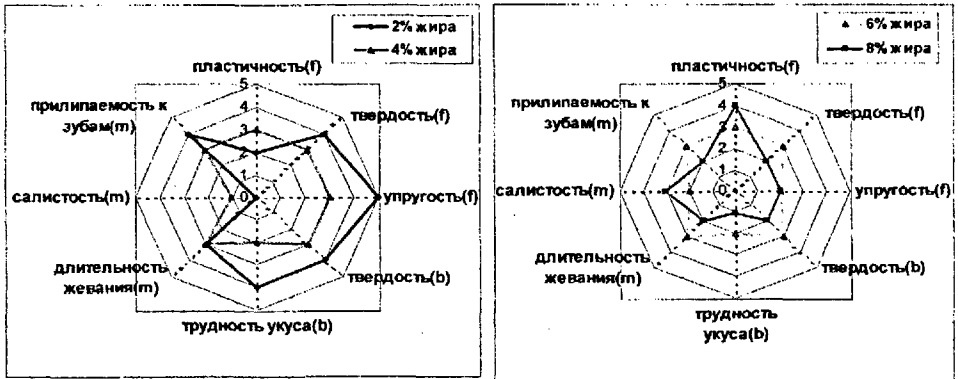 2% жира
4% жира
пластичность(f)
5
4
3
2
1
0
прилипаемость к
зубам(m)
твердость(f)
салистость(m)
упругость(f)
длительность
жевания(m)
твердость(b)
трудность укуса(b)
6% жира
8% жира
пластичность(f)
5
4
3
2
1
0
прилипаемость к
зубам(m)
твердость(f)
салистость(m)
упругость(f)
длительность
жевания(m)
твердость(b)
трудность
укуса(b)